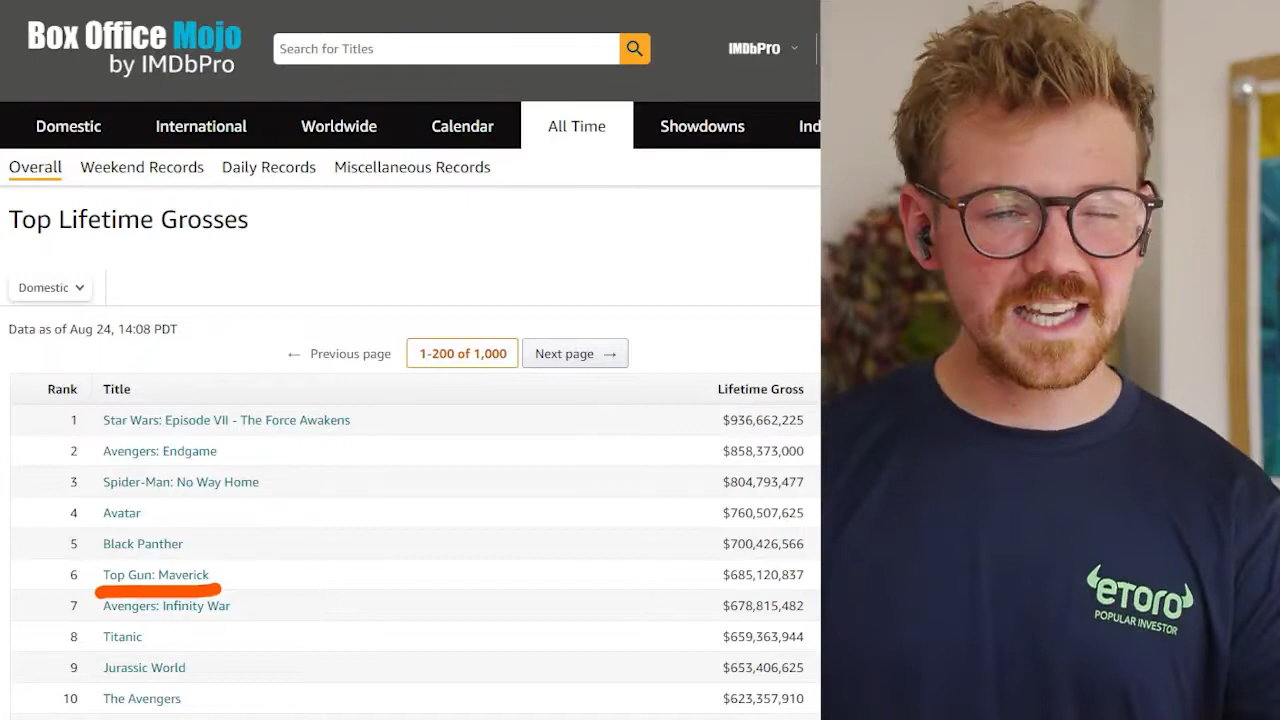 Box Office Mojo
by IMDbPro
Search for Titles
IMDbPro
Domestic International Worldwide Calendar All Time Showdowns Ind
Overall Weekend Records Daily Records Miscellaneous Records
Top Lifetime Grosses
Domestic
Data as of Aug 24, 14:08 PDT
← Previous page 1-200 of 1,000 Next page →
Rank Title Lifetime Gross
1 Star Wars: Episode VII - The Force Awakens $936,662,225
2 Avengers: Endgame $858,373,000
3 Spider-Man: No Way Home $804,793,477
4 Avatar $760,507,625
5 Black Panther $700,426,566
6 Top Gun: Maverick $685,120,837
7 Avengers: Infinity War $678,815,482
8 Titanic $659,363,944
9 Jurassic World $653,406,625
10 The Avengers $623,357,910
eToro
POPULAR INVESTOR